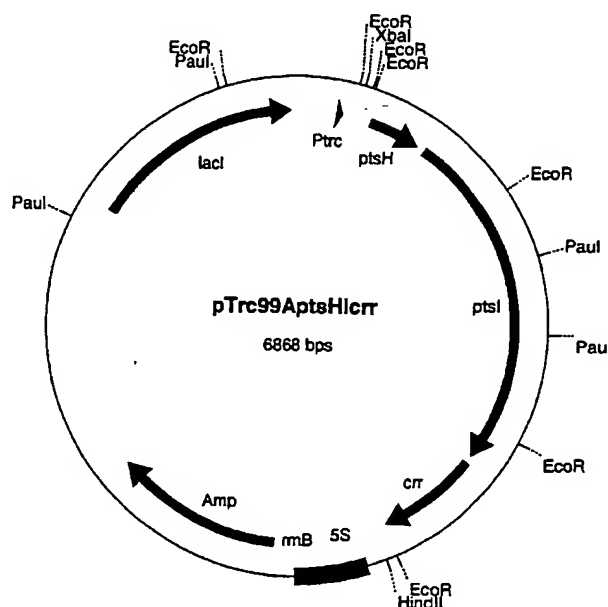 EcoR
XbaI
EcoR
EcoR
EcoR
PauI
Ptrc
ptsH
lacI
EcoR
PauI
PauI
pTrc99AptsHIcrr
6868 bps
ptsI
Pau
EcoR
crr
Amp
rrnB
5S
EcoR
HindII